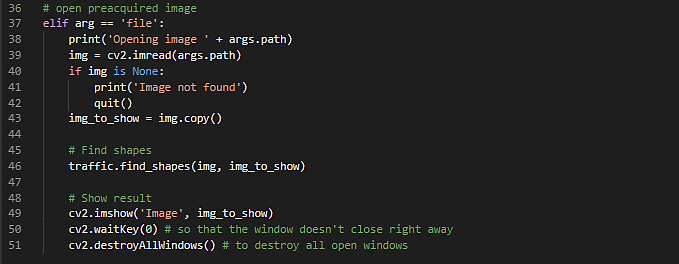 36 # open preacquired image
37 elif arg == 'file':
38     print('Opening image ' + args.path)
39     img = cv2.imread(args.path)
40     if img is None:
41         print('Image not found')
42         quit()
43     img_to_show = img.copy()
44
45     # Find shapes
46     traffic.find_shapes(img, img_to_show)
47
48     # Show result
49     cv2.imshow('Image', img_to_show)
50     cv2.waitKey(0) # so that the window doesn't close right away
51     cv2.destroyAllWindows() # to destroy all open windows